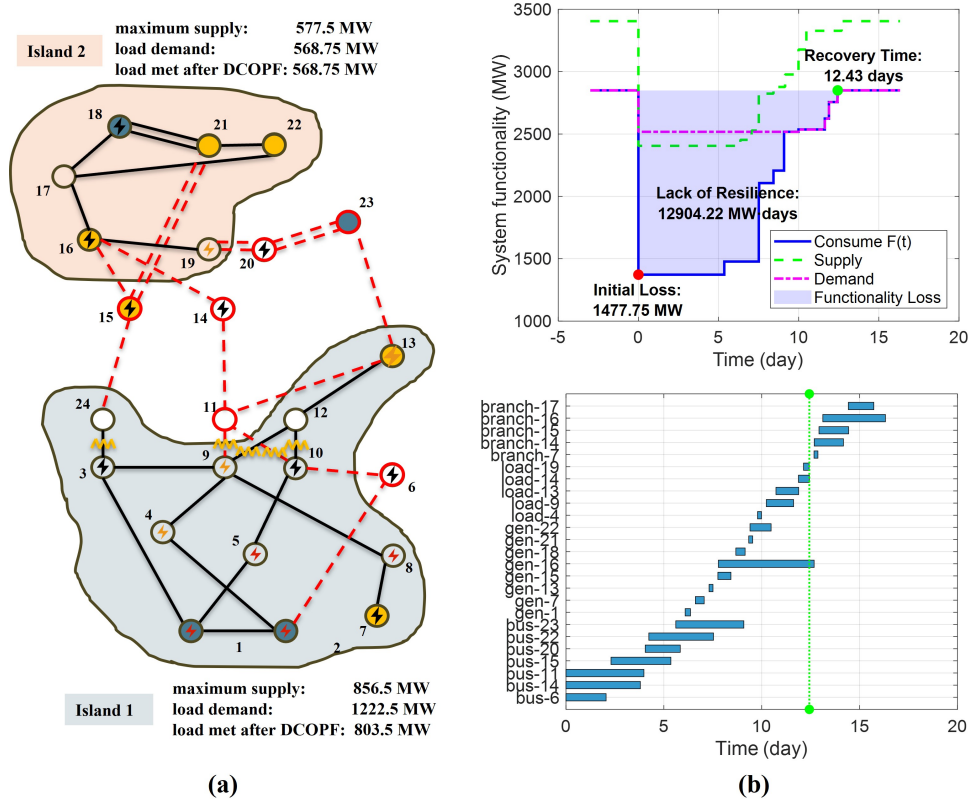 maximum supply: 577.5 MW
Island 2
load demand: 568.75 MW
load met after DCOPF: 568.75 MW
18
21
22
17
16
19
20
23
15
14
13
24
11
12
3
9
10
6
4
5
8
7
1
2
maximum supply: 856.5 MW
Island 1
load demand: 1222.5 MW
load met after DCOPF: 803.5 MW
(a)
System functionality (MW)
3500
3000
2500
2000
1500
1000
Recovery Time:
12.43 days
Lack of Resilience:
12904.22 MW days
Initial Loss:
1477.75 MW
Consume F(t)
Supply
Demand
Functionality Loss
-5 0 5 10 15 20
Time (day)
branch-17
branch-16
branch-15
branch-14
branch-7
load-19
load-14
load-13
load-9
load-4
gen-22
gen-21
gen-18
gen-16
gen-15
gen-13
gen-7
gen-1
bus-23
bus-22
bus-20
bus-15
bus-11
bus-14
bus-6
0 5 10 15 20
Time (day)
(b)